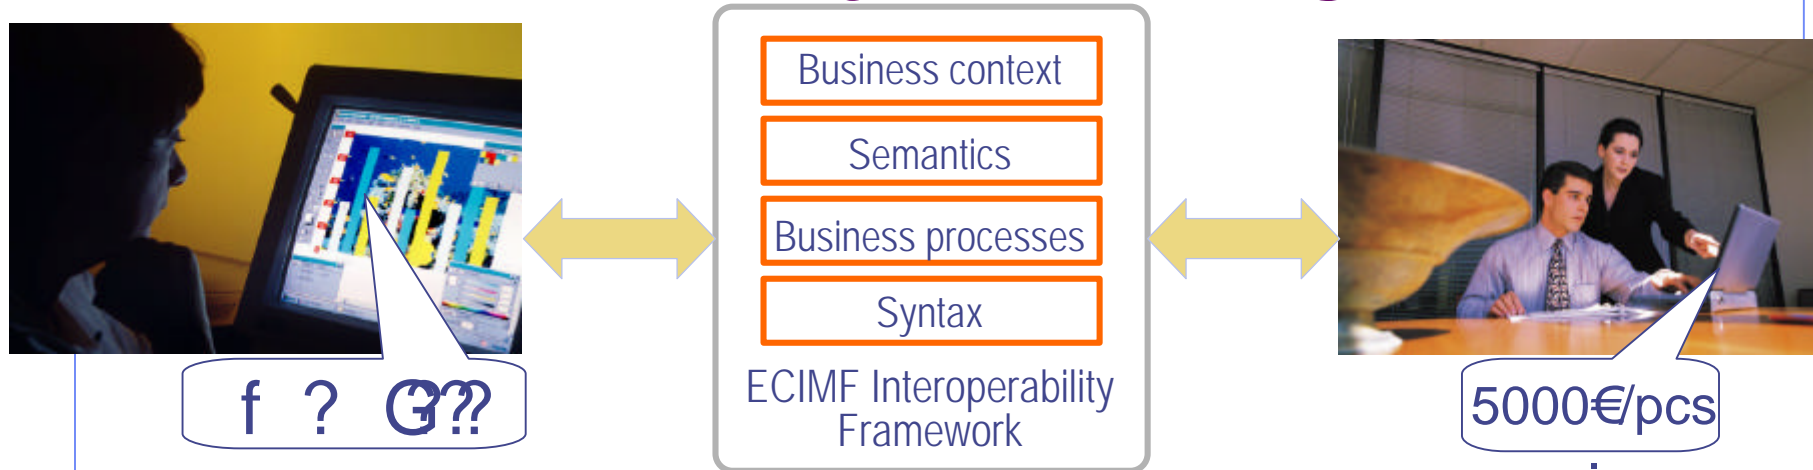 Business context
Semantics
Business processes
Syntax
ECIMF Interoperability
Framework
f ? G???
5000€/pcs